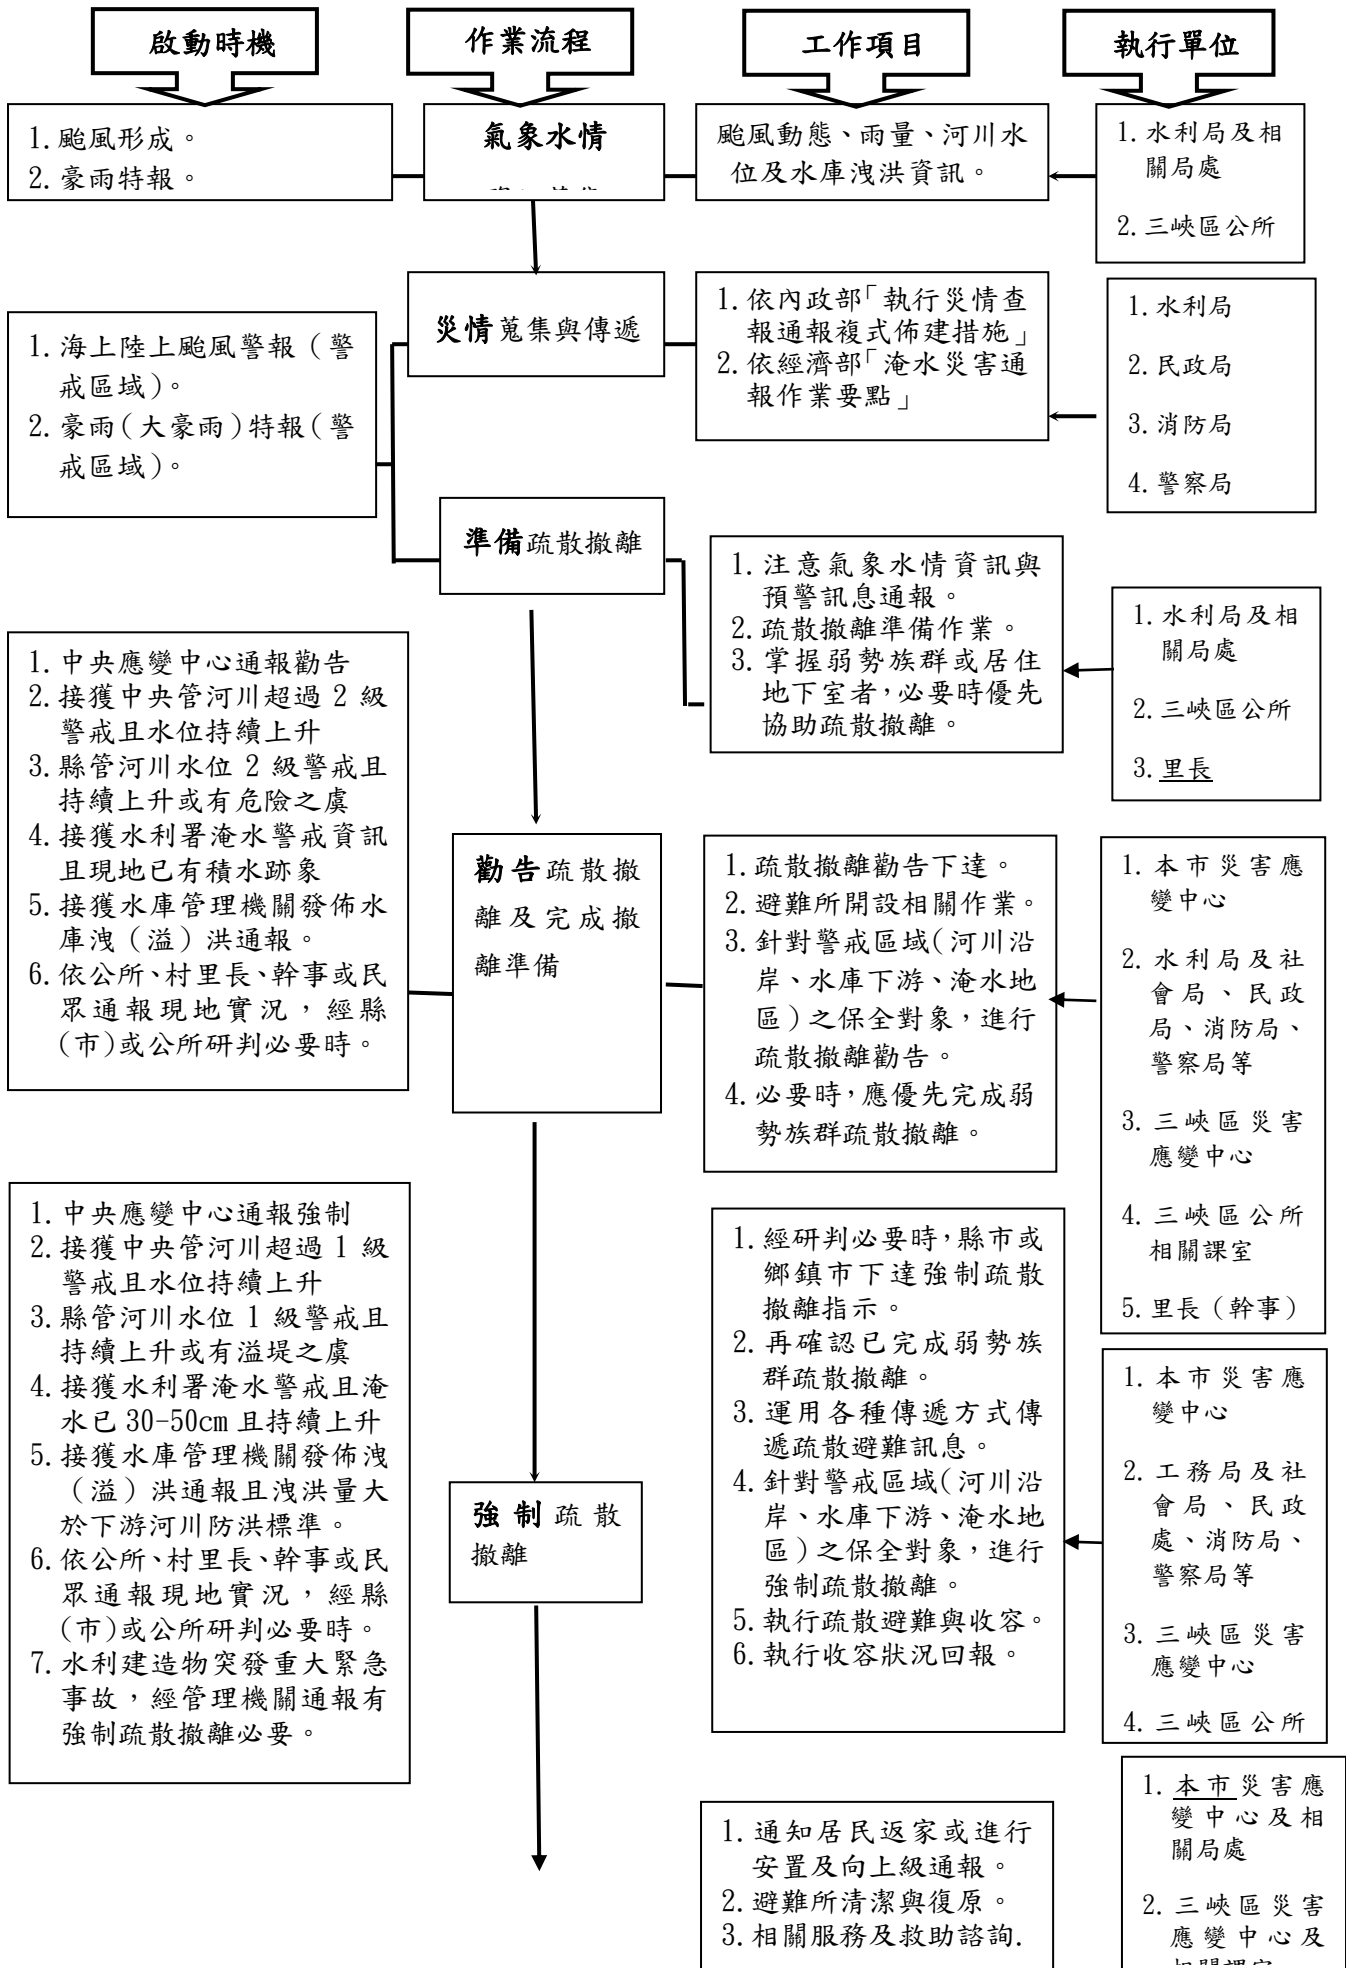 啟動時機
作業流程
工作項目
執行單位
1.颱風形成。
2.豪雨特報。
氣象水情
颱風動態、雨量、河川水
位及水庫洩洪資訊。
1.水利局及相
關局處
2.三峽區公所
1.海上陸上颱風警報（警
戒區域）。
2.豪雨（大豪雨）特報（警
戒區域）。
災情蒐集與傳遞
1.依內政部「執行災情查
報通報複式佈建措施」
2.依經濟部「淹水災害通
報作業要點」
1.水利局
2.民政局
3.消防局
4.警察局
準備疏散撤離
1.注意氣象水情資訊與
預警訊息通報。
2.疏散撤離準備作業。
3.掌握弱勢族群或居住
地下室者，必要時優先
協助疏散撤離。
1.水利局及相
關局處
2.三峽區公所
3.里長
1.中央應變中心通報勸告
2.接獲中央管河川超過 2 級
警戒且水位持續上升
3.縣管河川水位 2 級警戒且
持續上升或有危險之虞
4.接獲水利署淹水警戒資訊
且現地已有積水跡象
5.接獲水庫管理機關發佈水
庫洩（溢）洪通報。
6.依公所、村里長、幹事或民
眾通報現地實況，經縣
(市)或公所研判必要時。
勸告疏散撤
離及完成撤
離準備
1.疏散撤離勸告下達。
2.避難所開設相關作業。
3.針對警戒區域(河川沿
岸、水庫下游、淹水地
區）之保全對象，進行
疏散撤離勸告。
4.必要時，應優先完成弱
勢族群疏散撤離。
1.本市災害應
變中心
2.水利局及社
會局、民政
局、消防局、
警察局等
3.三峽區災害
應變中心
4.三峽區公所
相關課室
5.里長（幹事）
1.中央應變中心通報強制
2.接獲中央管河川超過 1 級
警戒且水位持續上升
3.縣管河川水位 1 級警戒且
持續上升或有溢堤之虞
4.接獲水利署淹水警戒且淹
水已 30-50cm 且持續上升
5.接獲水庫管理機關發佈洩
（溢）洪通報且洩洪量大
於下游河川防洪標準。
6.依公所、村里長、幹事或民
眾通報現地實況，經縣
(市)或公所研判必要時。
7.水利建造物突發重大緊急
事故，經管理機關通報有
強制疏散撤離必要。
強制疏散
撤離
1.經研判必要時，縣市或
鄉鎮市下達強制疏散
撤離指示。
2.再確認已完成弱勢族
群疏散撤離。
3.運用各種傳遞方式傳
遞疏散避難訊息。
4.針對警戒區域(河川沿
岸、水庫下游、淹水地
區）之保全對象，進行
強制疏散撤離。
5.執行疏散避難與收容。
6.執行收容狀況回報。
1.本市災害應
變中心
2.工務局及社
會局、民政
處、消防局、
警察局等
3.三峽區災害
應變中心
4.三峽區公所
1.通知居民返家或進行
安置及向上級通報。
2.避難所清潔與復原。
3.相關服務及救助諮詢.
1.本市災害應
變中心及相
關局處
2.三峽區災害
應變中心及